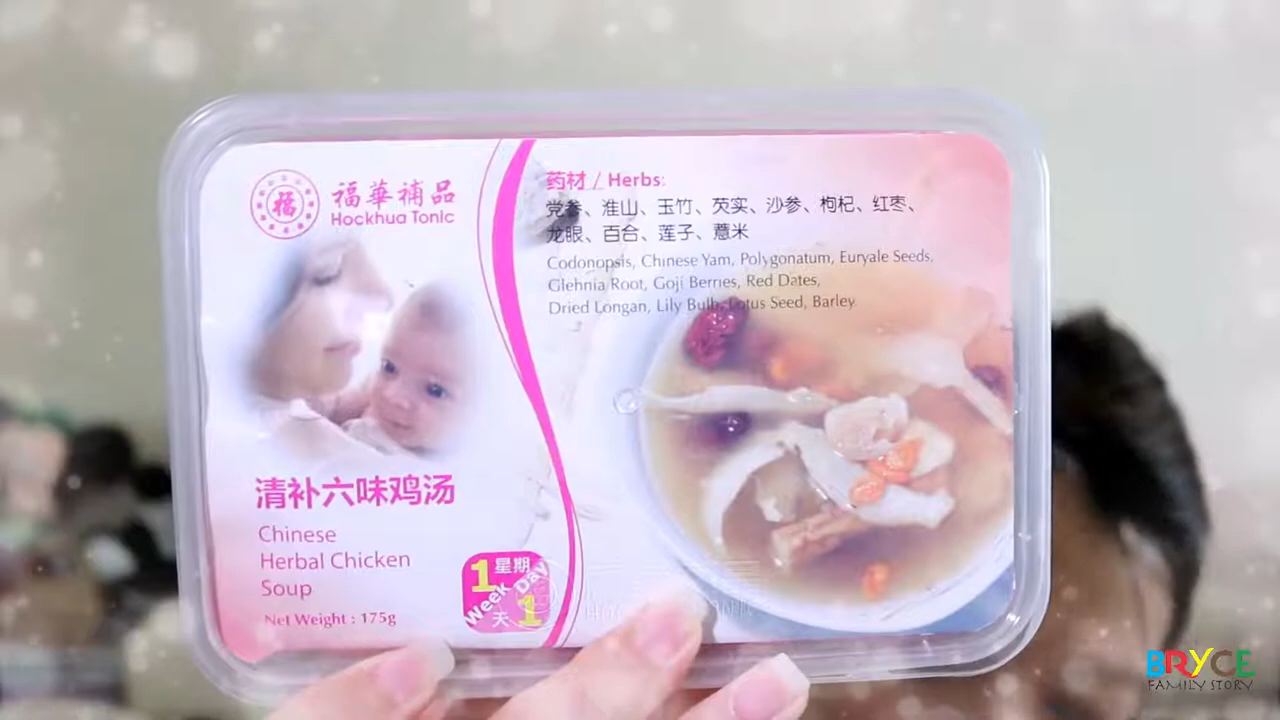 福
福華補品
Hockhua Tonic
药材 / Herbs:
党参、淮山、玉竹、芡实、沙参、枸杞、红枣、
龙眼、百合、莲子、薏米
Codonopsis, Chinese Yam, Polygonatum, Euryale Seeds,
Glehnia Root, Goji Berries, Red Dates,
Dried Longan, Lily Bulb, Lotus Seed, Barley
清补六味鸡汤
Chinese
Herbal Chicken
Soup
Net Weight : 175g
1 星期
Week Day
天 1
BRYCE
FAMILY STORY